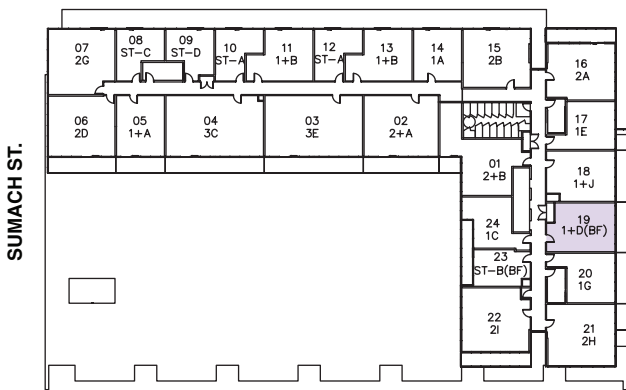 SUMACH ST.
07
2G
08
ST-C
09
ST-D
10
ST-A
11
1+B
12
ST-A
13
1+B
14
1A
15
2B
16
2A
06
2D
05
1+A
04
3C
03
3E
02
2+A
17
1E
01
2+B
18
1+J
24
1C
19
1+D(BF)
23
ST-B(BF)
20
1G
22
2I
21
2H